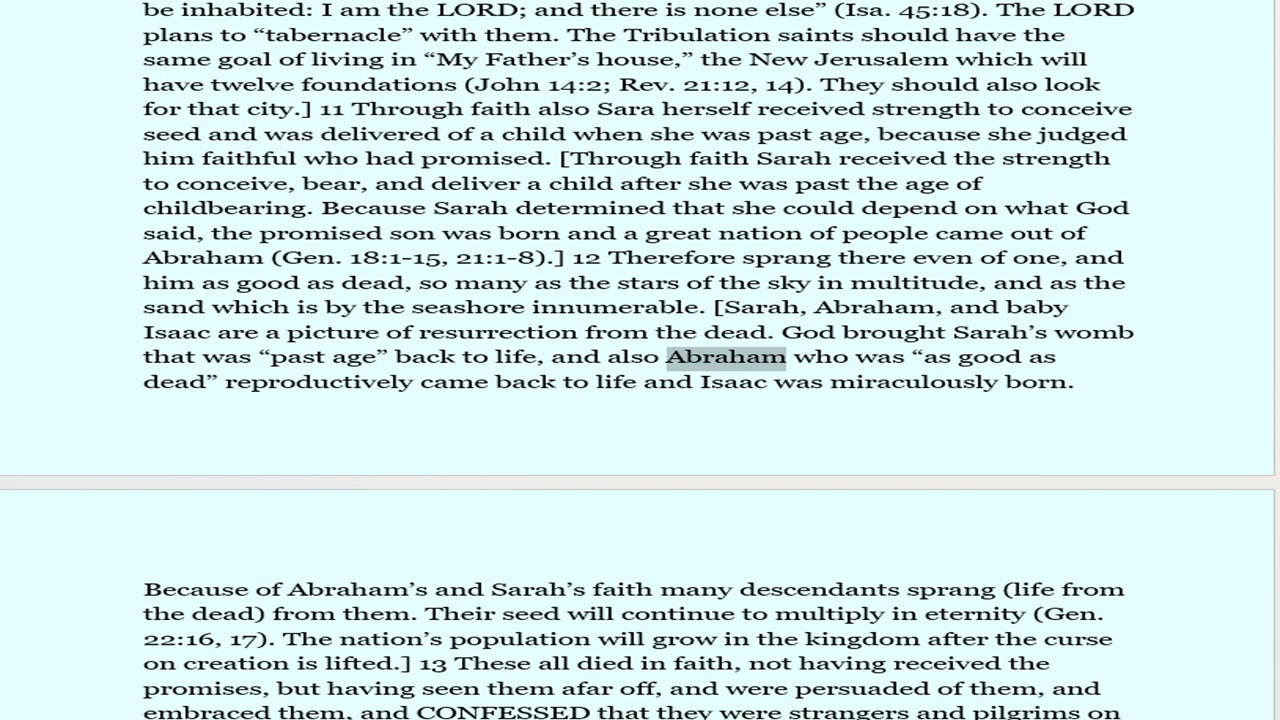 be inhabited: I am the LORD; and there is none else” (Isa. 45:18). The LORD
plans to “tabernacle” with them. The Tribulation saints should have the
same goal of living in “My Father’s house,” the New Jerusalem which will
have twelve foundations (John 14:2; Rev. 21:12, 14). They should also look
for that city.] 11 Through faith also Sara herself received strength to conceive
seed and was delivered of a child when she was past age, because she judged
him faithful who had promised. [Through faith Sarah received the strength
to conceive, bear, and deliver a child after she was past the age of
childbearing. Because Sarah determined that she could depend on what God
said, the promised son was born and a great nation of people came out of
Abraham (Gen. 18:1-15, 21:1-8).] 12 Therefore sprang there even of one, and
him as good as dead, so many as the stars of the sky in multitude, and as the
sand which is by the seashore innumerable. [Sarah, Abraham, and baby
Isaac are a picture of resurrection from the dead. God brought Sarah’s womb
that was “past age” back to life, and also Abraham who was “as good as
dead” reproductively came back to life and Isaac was miraculously born.
Because of Abraham’s and Sarah’s faith many descendants sprang (life from
the dead) from them. Their seed will continue to multiply in eternity (Gen.
22:16, 17). The nation’s population will grow in the kingdom after the curse
on creation is lifted.] 13 These all died in faith, not having received the
promises, but having seen them afar off, and were persuaded of them, and
embraced them, and CONFESSED that they were strangers and pilgrims on